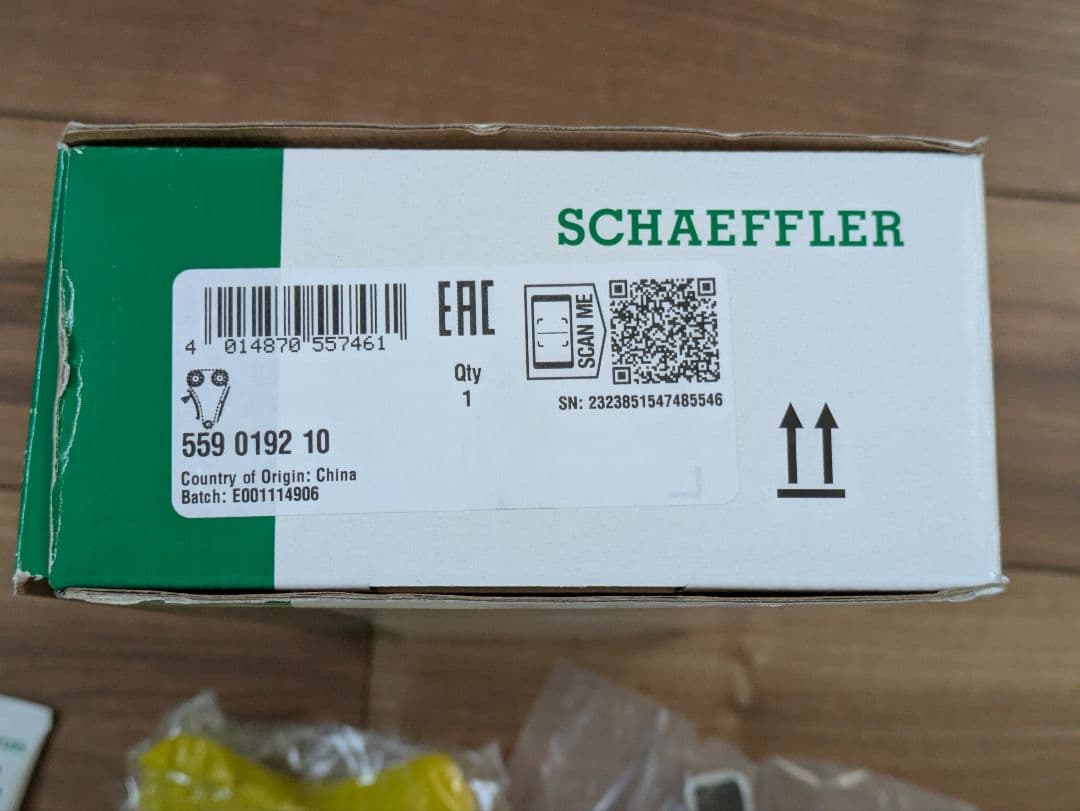 SCHAEFFLER
4 014870 557461
EAC
SCAN ME
Qty
1
SN: 2323851547485546
559 0192 10
Country of Origin: China
Batch: E001114906